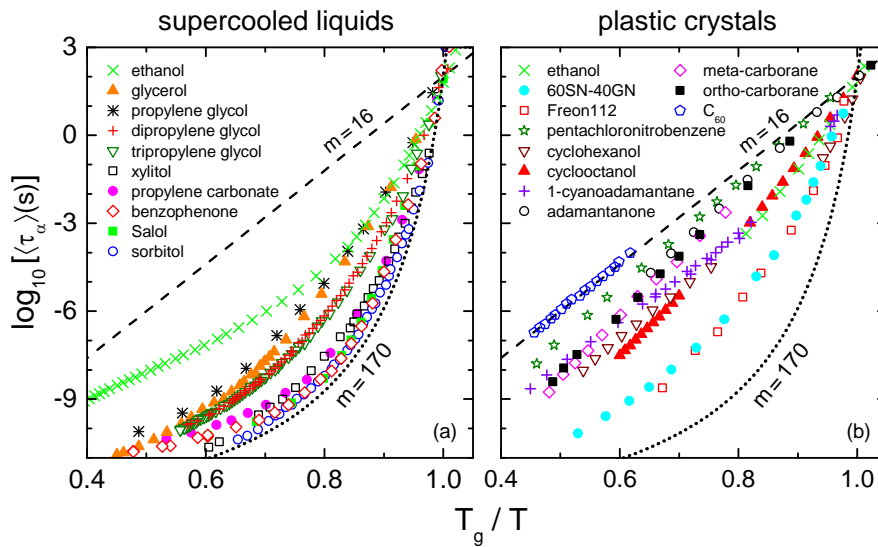 supercooled liquids
plastic crystals
log₁₀ [⟨τα⟩(s)]
3
0
-3
-6
-9
ethanol
glycerol
propylene glycol
dipropylene glycol
tripropylene glycol
xylitol
propylene carbonate
benzophenone
Salol
sorbitol
m = 16
m = 170
(a)
0.4
0.6
0.8
1.0
ethanol
60SN-40GN
Freon112
pentachloronitrobenzene
cyclohexanol
cyclooctanol
1-cyanoadamantane
adamantanone
meta-carborane
ortho-carborane
C₆₀
m = 16
m = 170
(b)
0.4
0.6
0.8
1.0
T_g / T